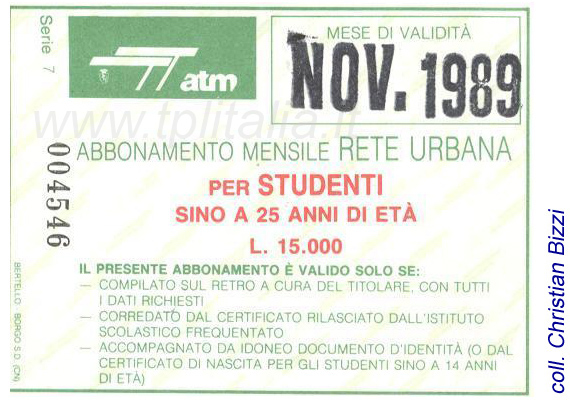 Serie 7
atm
MESE DI VALIDITÀ
NOV. 1989
www.tplitalia.it
004546
ABBONAMENTO MENSILE RETE URBANA
PER STUDENTI
SINO A 25 ANNI DI ETÀ
L. 15.000
IL PRESENTE ABBONAMENTO È VALIDO SOLO SE:
— COMPILATO SUL RETRO A CURA DEL TITOLARE, CON TUTTI
I DATI RICHIESTI
— CORREDATO DAL CERTIFICATO RILASCIATO DALL'ISTITUTO
SCOLASTICO FREQUENTATO
— ACCOMPAGNATO DA IDONEO DOCUMENTO D'IDENTITÀ (O DAL
CERTIFICATO DI NASCITA PER GLI STUDENTI SINO A 14 ANNI
DI ETÀ)
BERTELLO - BORGO S.D. (CN)
coll. Christian Bizzi